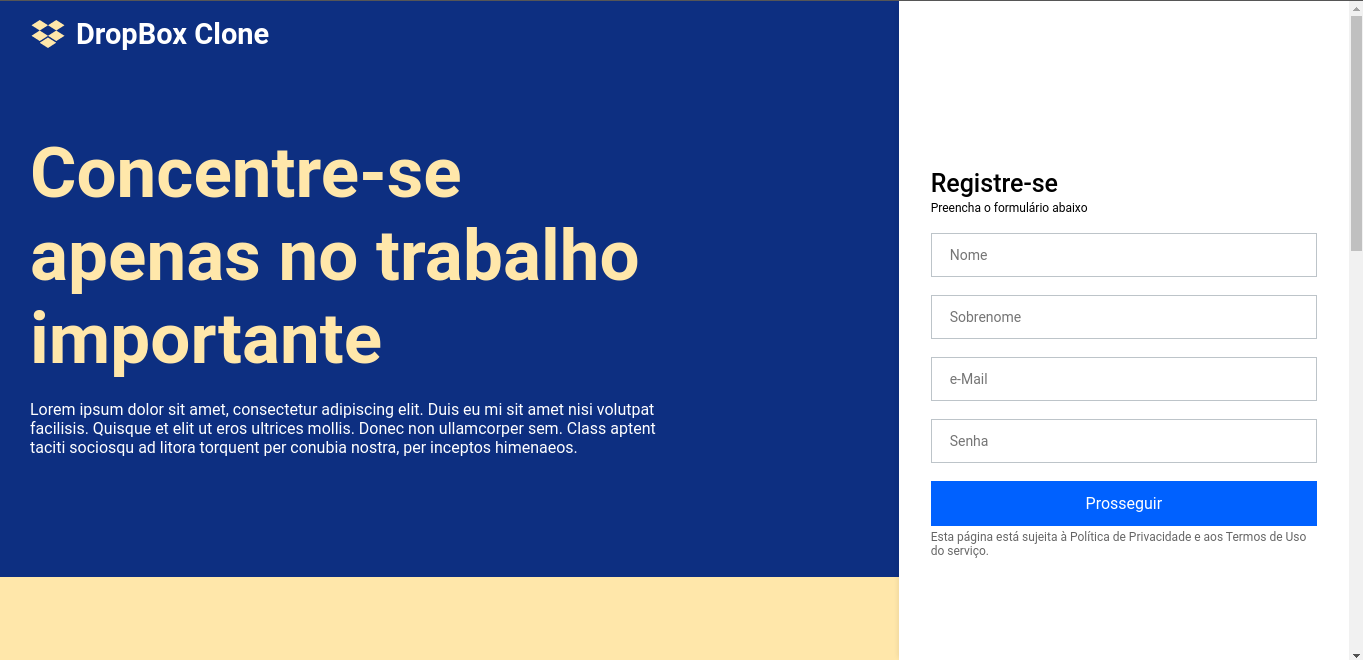 DropBox Clone
Concentre-se
apenas no trabalho
importante
Lorem ipsum dolor sit amet, consectetur adipiscing elit. Duis eu mi sit amet nisi volutpat
facilisis. Quisque et elit ut eros ultrices mollis. Donec non ullamcorper sem. Class aptent
taciti sociosqu ad litora torquent per conubia nostra, per inceptos himenaeos.
Registre-se
Preencha o formulário abaixo
Nome
Sobrenome
e-Mail
Senha
Prosseguir
Esta página está sujeita à Política de Privacidade e aos Termos de Uso
do serviço.